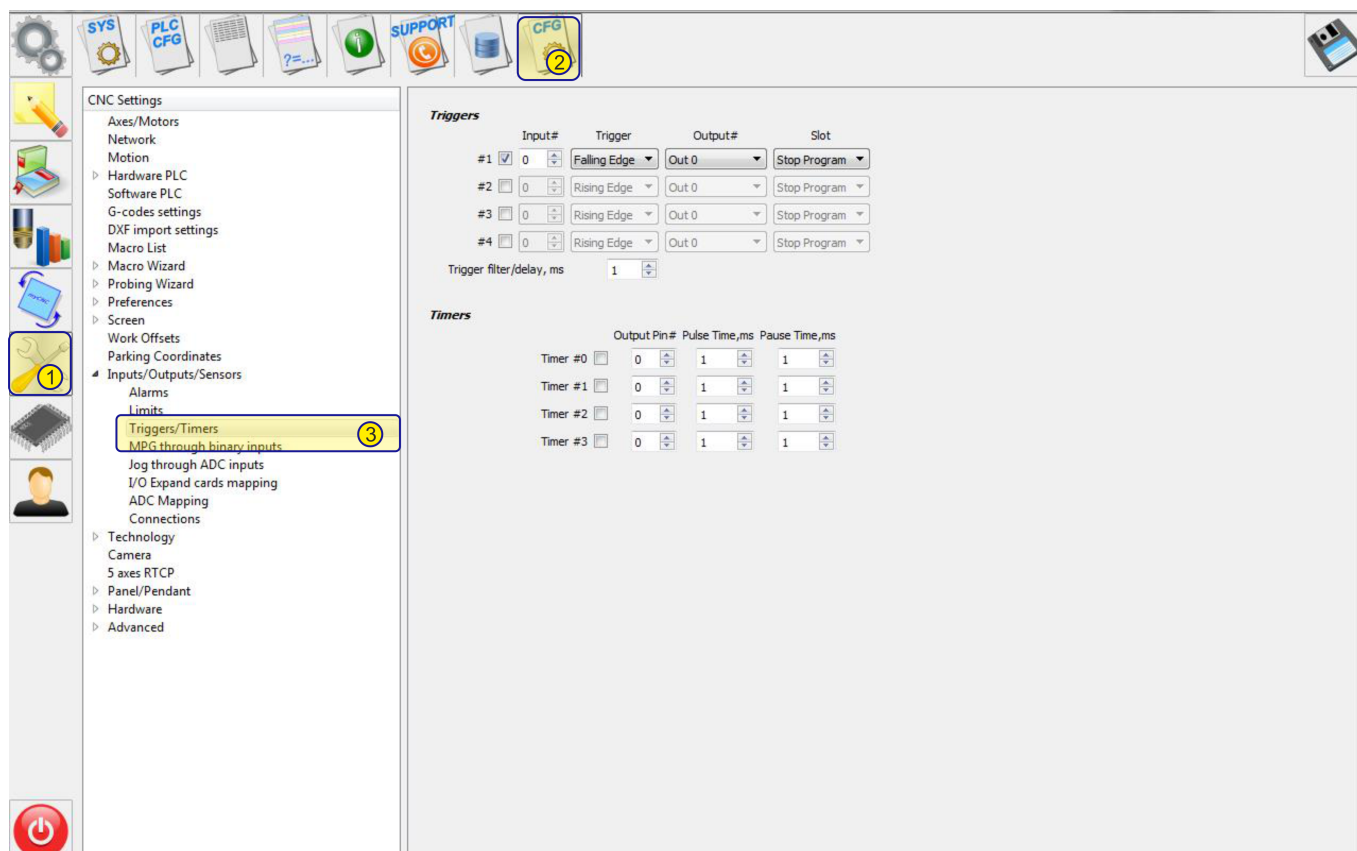 SYS
PLC
CFG
?=...
SUPPORT
CFG
2
CNC Settings
Axes/Motors
Network
Motion
Hardware PLC
Software PLC
G-codes settings
DXF import settings
Macro List
Macro Wizard
Probing Wizard
Preferences
Screen
Work Offsets
Parking Coordinates
Inputs/Outputs/Sensors
Alarms
Limits
Triggers/Timers
3
MPG through binary inputs
Jog through ADC inputs
I/O Expand cards mapping
ADC Mapping
Connections
Technology
Camera
5 axes RTCP
Panel/Pendant
Hardware
Advanced
myCNC
1
Triggers
Input# Trigger Output# Slot
#1 0 Falling Edge Out 0 Stop Program
#2 0 Rising Edge Out 0 Stop Program
#3 0 Rising Edge Out 0 Stop Program
#4 0 Rising Edge Out 0 Stop Program
Trigger filter/delay, ms 1
Timers
Output Pin# Pulse Time,ms Pause Time,ms
Timer #0 0 1 1
Timer #1 0 1 1
Timer #2 0 1 1
Timer #3 0 1 1